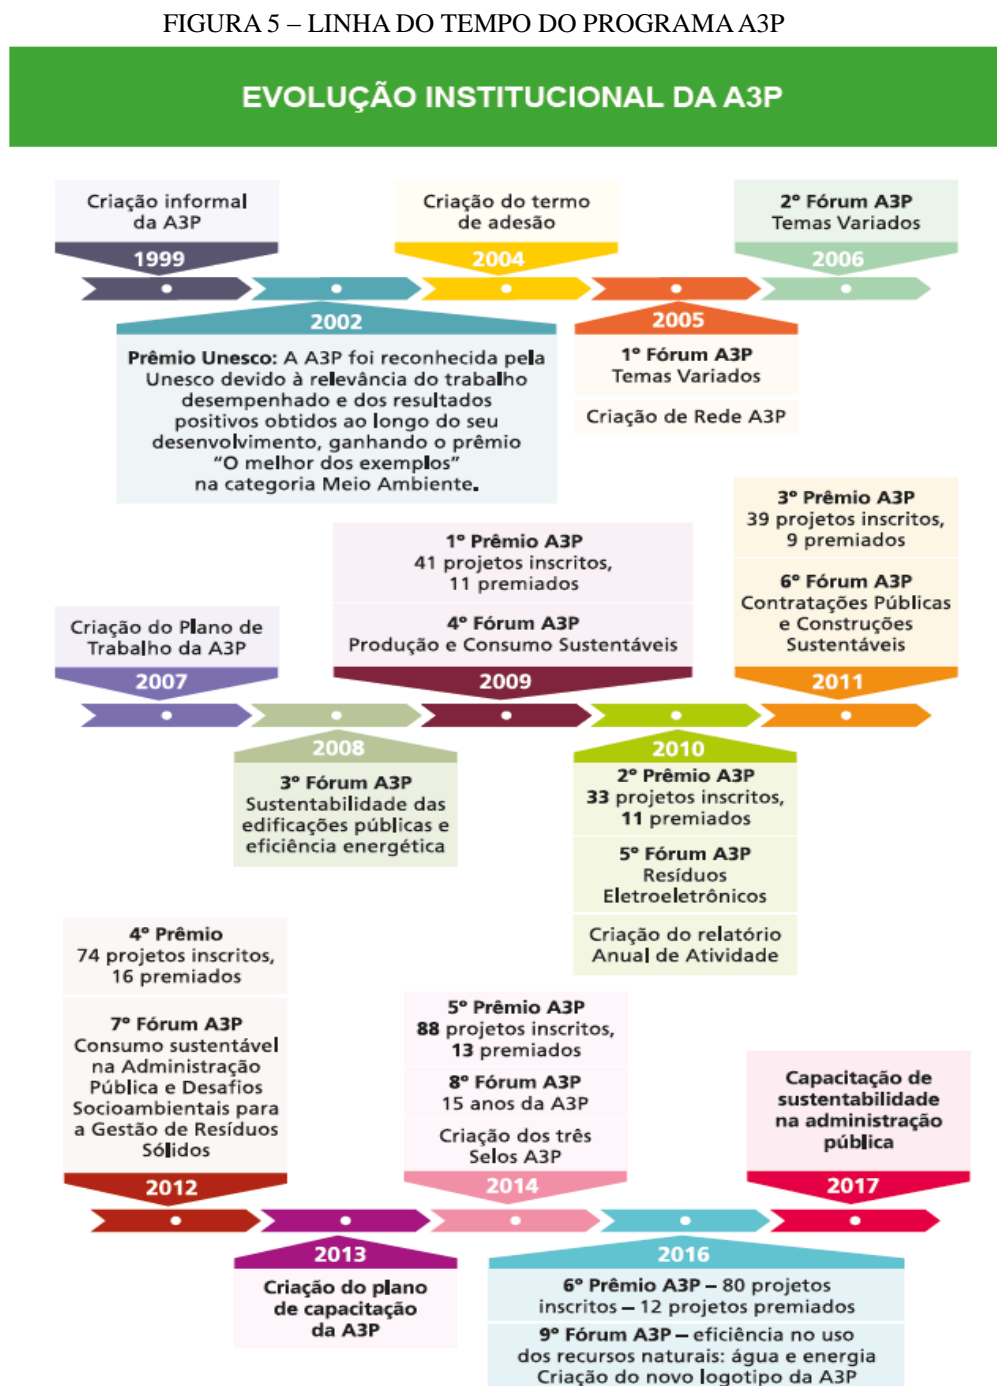 FIGURA 5 – LINHA DO TEMPO DO PROGRAMA A3P
EVOLUÇÃO INSTITUCIONAL DA A3P
Criação informal
da A3P
1999
2002
Prêmio Unesco: A A3P foi reconhecida pela
Unesco devido à relevância do trabalho
desempenhado e dos resultados
positivos obtidos ao longo do seu
desenvolvimento, ganhando o prêmio
“O melhor dos exemplos”
na categoria Meio Ambiente.
Criação do termo
de adesão
2004
2005
1º Fórum A3P
Temas Variados
Criação de Rede A3P
2º Fórum A3P
Temas Variados
2006
Criação do Plano de
Trabalho da A3P
2007
2008
3º Fórum A3P
Sustentabilidade das
edificações públicas e
eficiência energética
1º Prêmio A3P
41 projetos inscritos,
11 premiados
4º Fórum A3P
Produção e Consumo Sustentáveis
2009
2010
2º Prêmio A3P
33 projetos inscritos,
11 premiados
5º Fórum A3P
Resíduos
Eletroeletrônicos
Criação do relatório
Anual de Atividade
3º Prêmio A3P
39 projetos inscritos,
9 premiados
6º Fórum A3P
Contratações Públicas
e Construções
Sustentáveis
2011
4º Prêmio
74 projetos inscritos,
16 premiados
7º Fórum A3P
Consumo sustentável
na Administração
Pública e Desafios
Socioambientais para
a Gestão de Resíduos
Sólidos
2012
2013
Criação do plano
de capacitação
da A3P
5º Prêmio A3P
88 projetos inscritos,
13 premiados
8º Fórum A3P
15 anos da A3P
Criação dos três
Selos A3P
2014
2016
6º Prêmio A3P – 80 projetos
inscritos – 12 projetos premiados
9º Fórum A3P – eficiência no uso
dos recursos naturais: água e energia
Criação do novo logotipo da A3P
Capacitação de
sustentabilidade
na administração
pública
2017